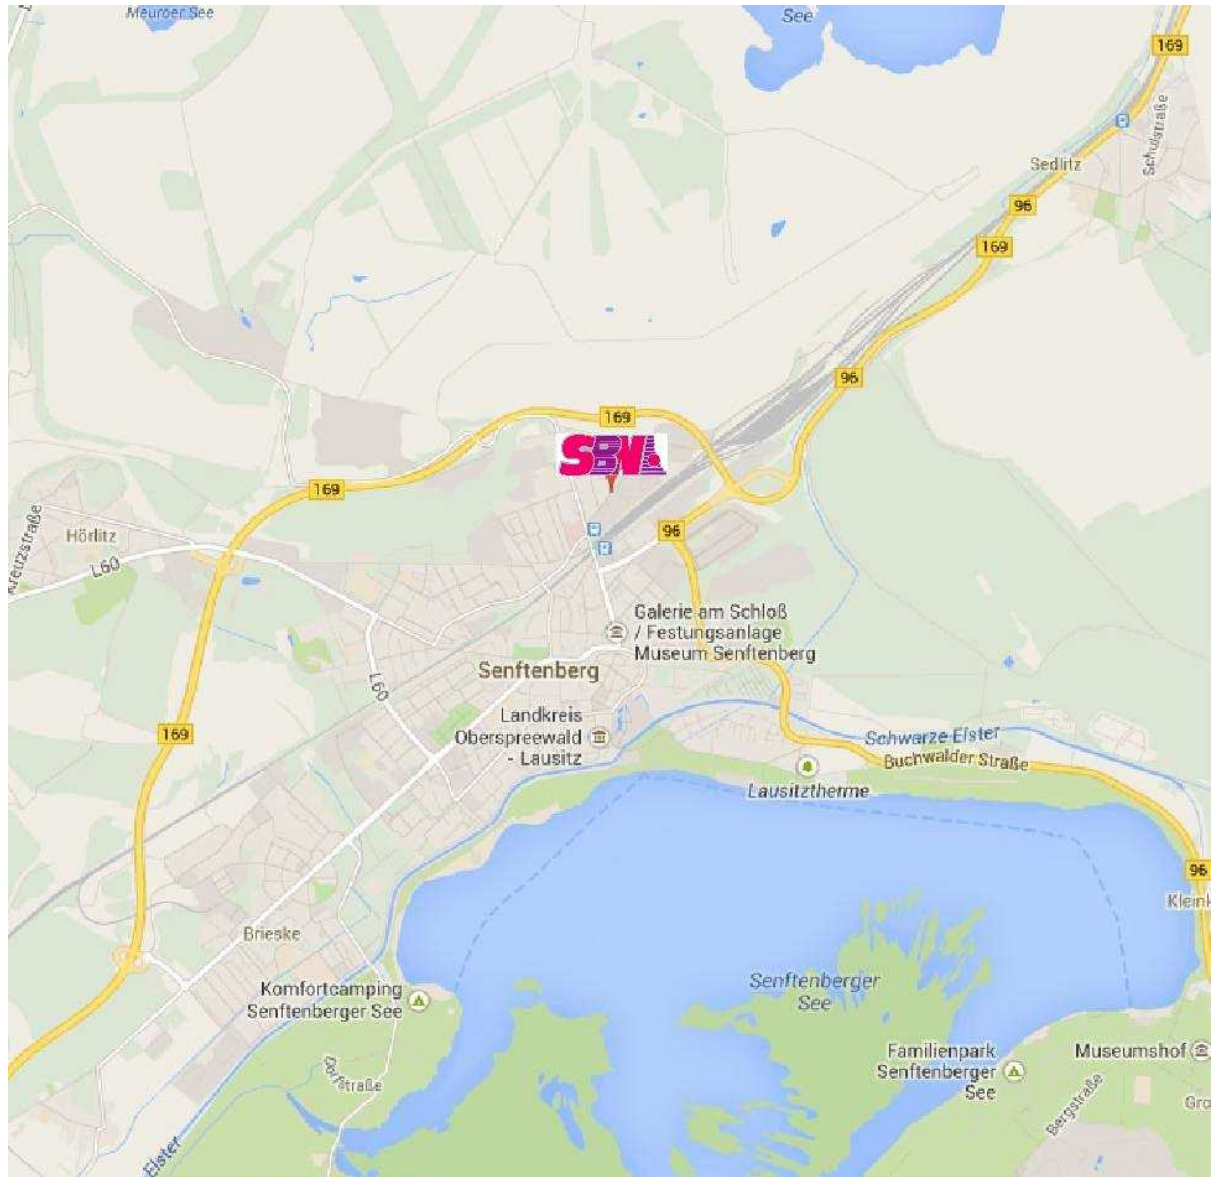 Meuroer See
See
169
Schulstraße
Sedlitz
96
169
96
169
SBN
169
Kreuzstraße
Hörlitz
L60
96
Galerie am Schloß
/ Festungsanlage
Museum Senftenberg
Senftenberg
L60
Landkreis
Oberspreewald
- Lausitz
169
Schwarze Elster
Buchwalder Straße
Lausitztherme
96
Brieske
Komfortcamping
Senftenberger See
Senftenberger
See
Familienpark
Senftenberger
See
Museumshof
Dorfstraße
Bergstraße
Elster